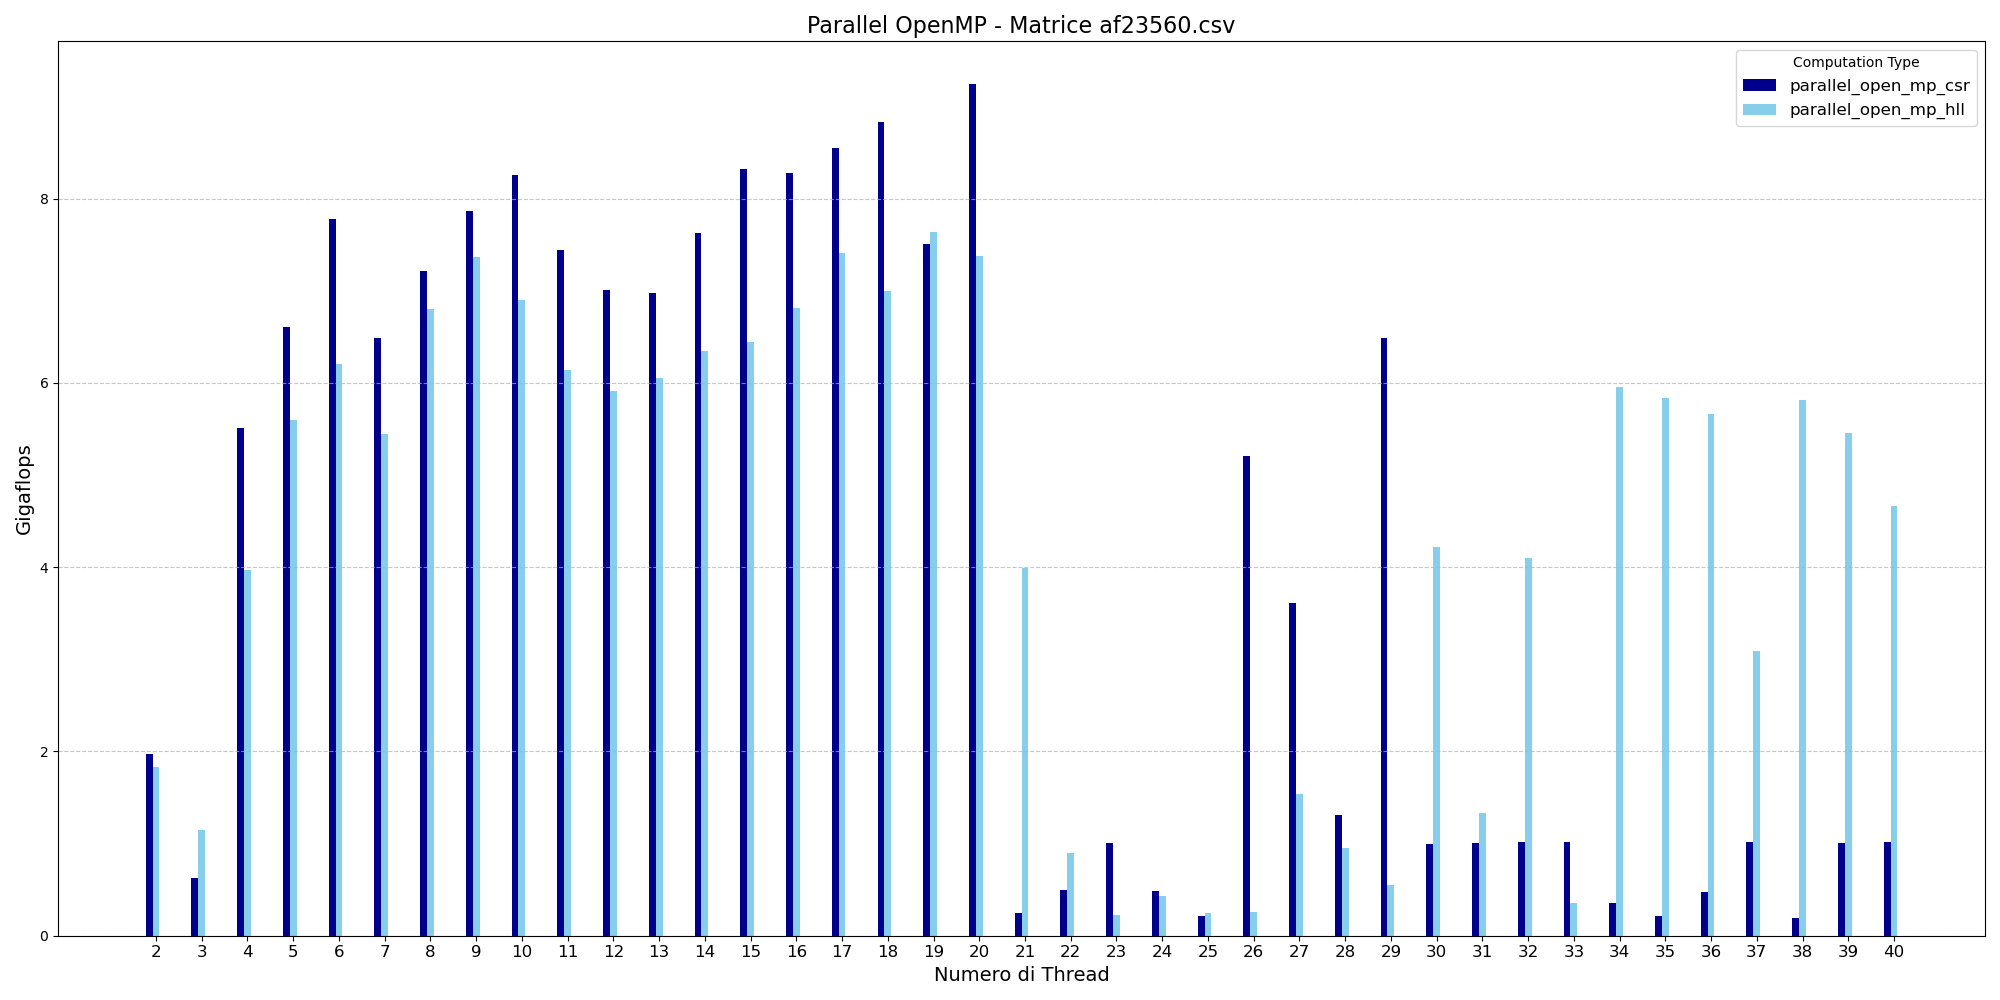 Parallel OpenMP - Matrice af23560.csv
Computation Type
parallel_open_mp_csr
parallel_open_mp_hll
Gigaflops
8
6
4
2
0
2 3 4 5 6 7 8 9 10 11 12 13 14 15 16 17 18 19 20 21 22 23 24 25 26 27 28 29 30 31 32 33 34 35 36 37 38 39 40
Numero di Thread